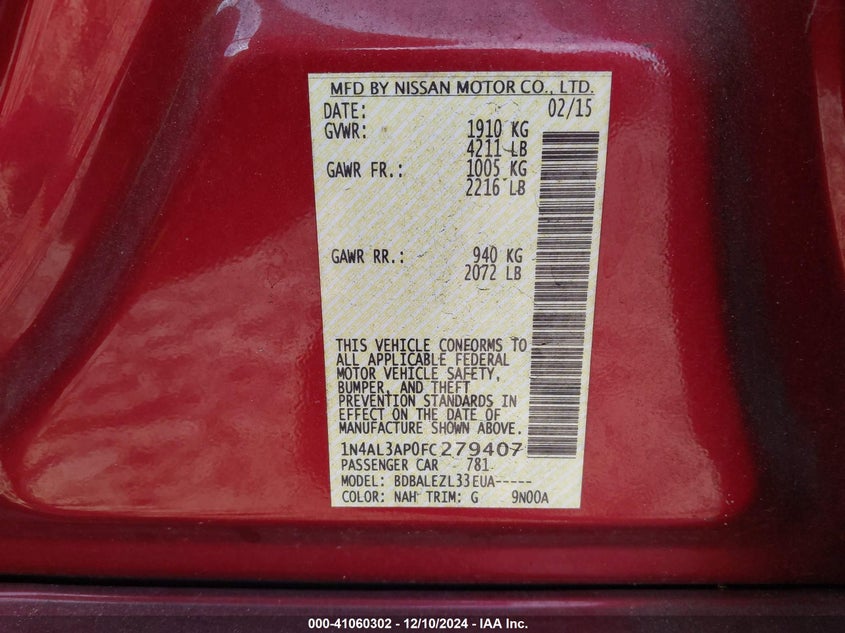 MFD BY NISSAN MOTOR CO., LTD.
DATE: 02/15
GVWR: 1910 KG
4211 LB
GAWR FR.: 1005 KG
2216 LB
GAWR RR.: 940 KG
2072 LB
THIS VEHICLE CONFORMS TO
ALL APPLICABLE FEDERAL
MOTOR VEHICLE SAFETY,
BUMPER, AND THEFT
PREVENTION STANDARDS IN
EFFECT ON THE DATE OF
MANUFACTURE SHOWN ABOVE.
1N4AL3AP0FC279407
PASSENGER CAR 781
MODEL: BDBALEZL33EUA-----
COLOR: NAH TRIM: G 9N00A
000-41060302 - 12/10/2024 - IAA Inc.